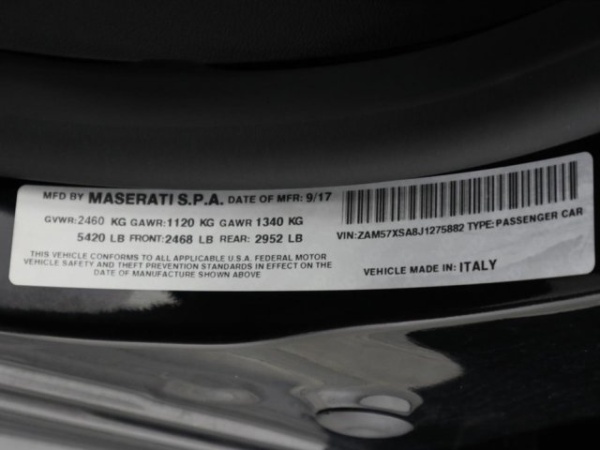 MFD BY MASERATI S.P.A. DATE OF MFR: 9/17
GVWR: 2460 KG GAWR: 1120 KG GAWR 1340 KG
5420 LB FRONT: 2468 LB REAR: 2952 LB
THIS VEHICLE CONFORMS TO ALL APPLICABLE U.S.A. FEDERAL MOTOR
VEHICLE SAFETY AND THEFT PREVENTION STANDARDS IN EFFECT ON THE
DATE OF MANUFACTURE SHOWN ABOVE
VIN: ZAM57XSA8J1275882 TYPE: PASSENGER CAR
VEHICLE MADE IN: ITALY